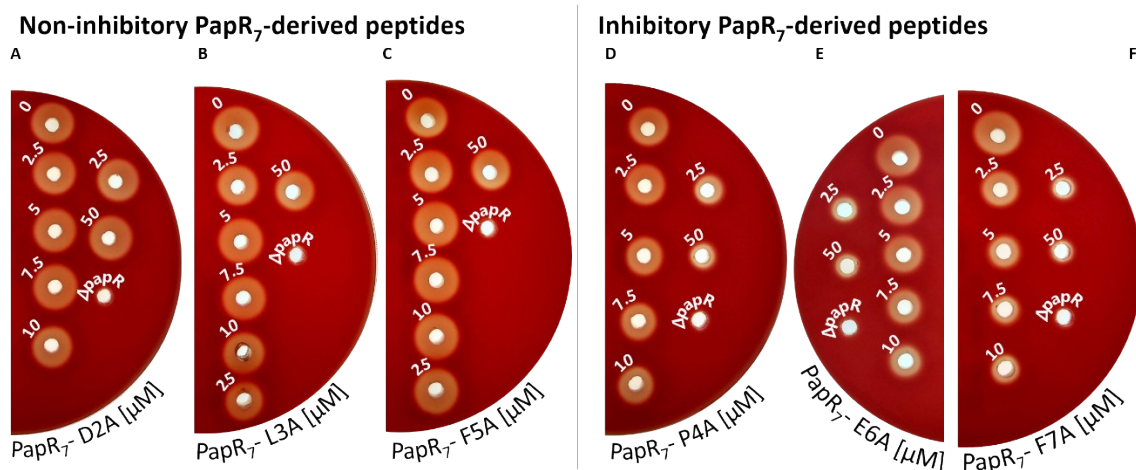 Non-inhibitory PapR₇-derived peptides
Inhibitory PapR₇-derived peptides
A
B
C
D
E
F
0
2.5
25
5
50
7.5
ΔpapR
10
PapR₇- D2A [µM]
0
2.5
50
5
ΔpapR
7.5
10
25
PapR₇- L3A [µM]
0
2.5
50
5
ΔpapR
7.5
10
25
PapR₇- F5A [µM]
0
2.5
25
5
50
7.5
ΔpapR
10
PapR₇- P4A [µM]
0
25
2.5
50
5
ΔpapR
7.5
10
PapR₇- E6A [µM]
0
2.5
25
5
50
7.5
ΔpapR
10
PapR₇- F7A [µM]